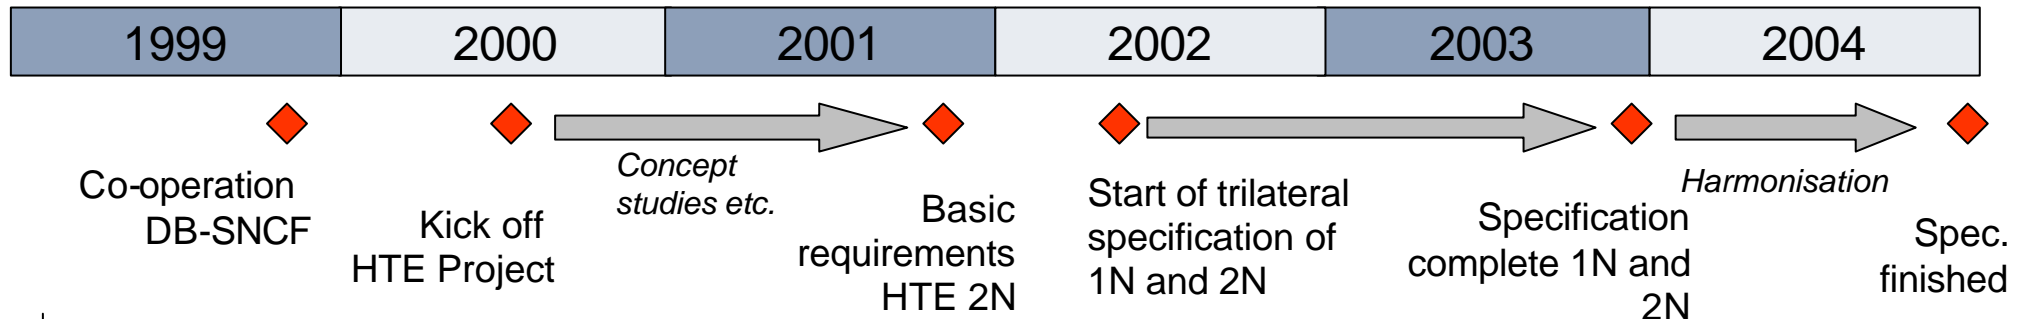 1999
2000
2001
2002
2003
2004
Co-operation
DB-SNCF
Kick off
HTE Project
Concept
studies etc.
Basic
requirements
HTE 2N
Start of trilateral
specification of
1N and 2N
Specification
complete 1N and
2N
Harmonisation
Spec.
finished